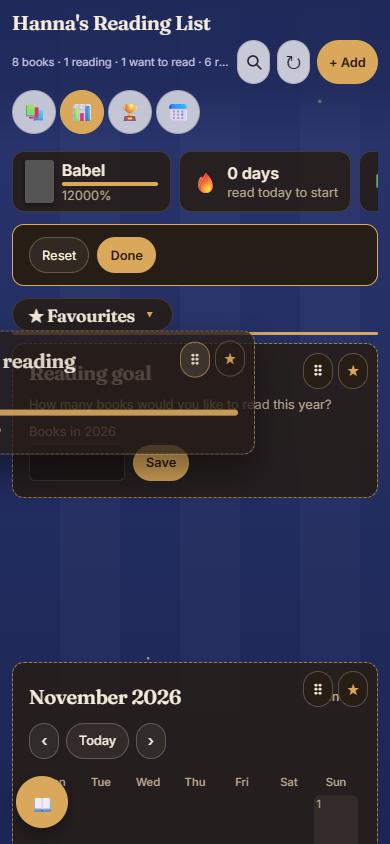 Hanna's Reading List
8 books · 1 reading · 1 want to read · 6 r...
+ Add
Babel
12000%
0 days
read today to start
Reset
Done
★ Favourites ▼
reading
Reading goal
How many books would you like to read this year?
Books in 2026
Save
November 2026
‹
Today
›
Tue
Wed
Thu
Fri
Sat
Sun
1